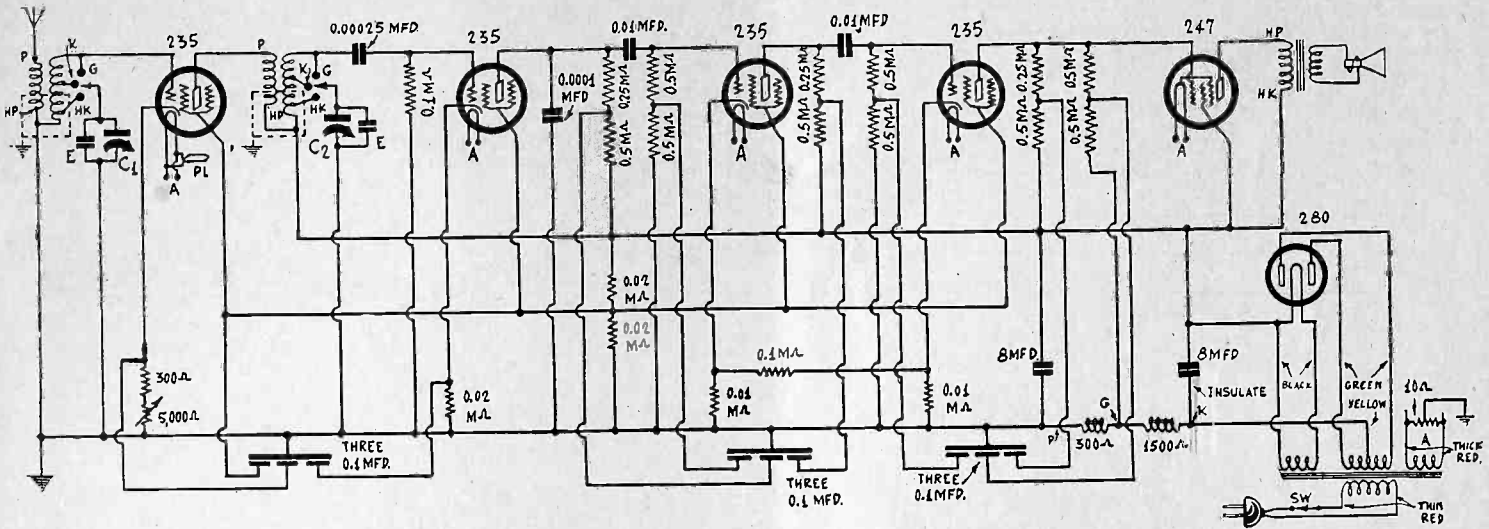 235
0.00025 MFD.
235
0.01 MFD.
235
0.01 MFD
235
247
P
K
G
HK
HP
E
C1
A
PL
P
K
G
HK
HP
C2
E
0.1 MΩ
A
0.0001
MFD
0.25 MΩ
0.5 MΩ
0.5 MΩ
0.5 MΩ
A
0.25 MΩ
0.5 MΩ
0.5 MΩ
A
0.25 MΩ
0.5 MΩ
0.5 MΩ
A
HP
HK
280
300Ω
5,000Ω
0.02
MΩ
0.02
MΩ
0.02
MΩ
0.1 MΩ
0.01
MΩ
0.01
MΩ
8 MFD.
8 MFD
INSULATE
BLACK
GREEN
YELLOW
10Ω
A
THICK
RED.
P
300Ω
G
1500Ω
K
THREE
0.1 MFD.
THREE
0.1 MFD.
THREE
0.1 MFD.
SW
THIN
RED